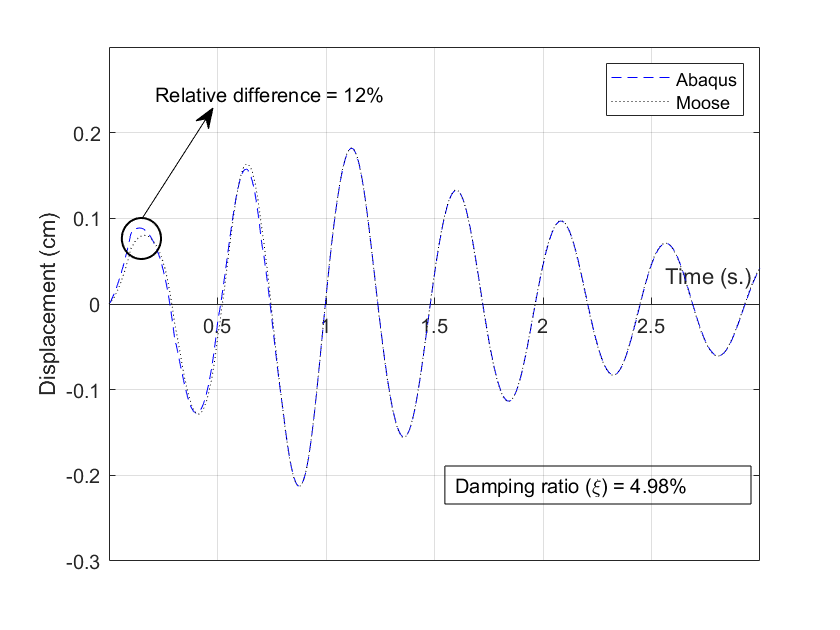 Relative difference = 12%
Abaqus
Moose
0.2
0.1
0
-0.1
-0.2
-0.3
Displacement (cm)
Time (s.)
0.5
1
1.5
2
2.5
Damping ratio (ξ) = 4.98%